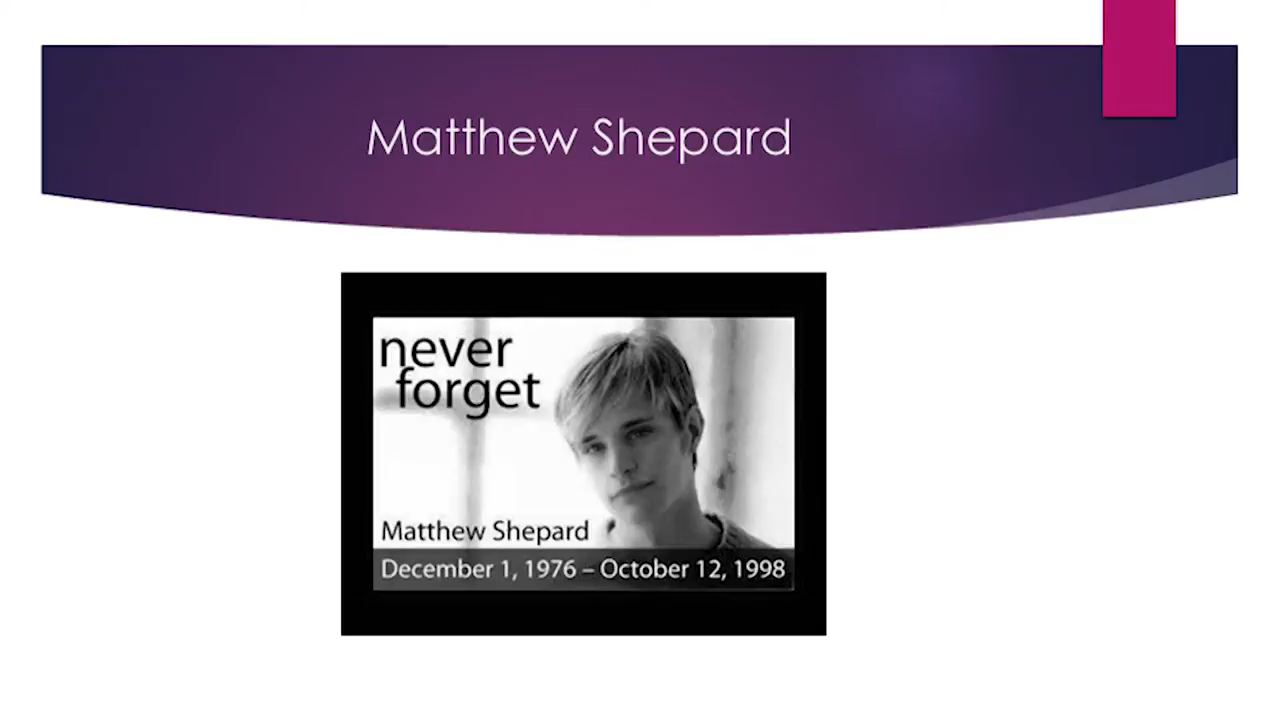 Matthew Shepard
never
forget
Matthew Shepard
December 1, 1976 – October 12, 1998